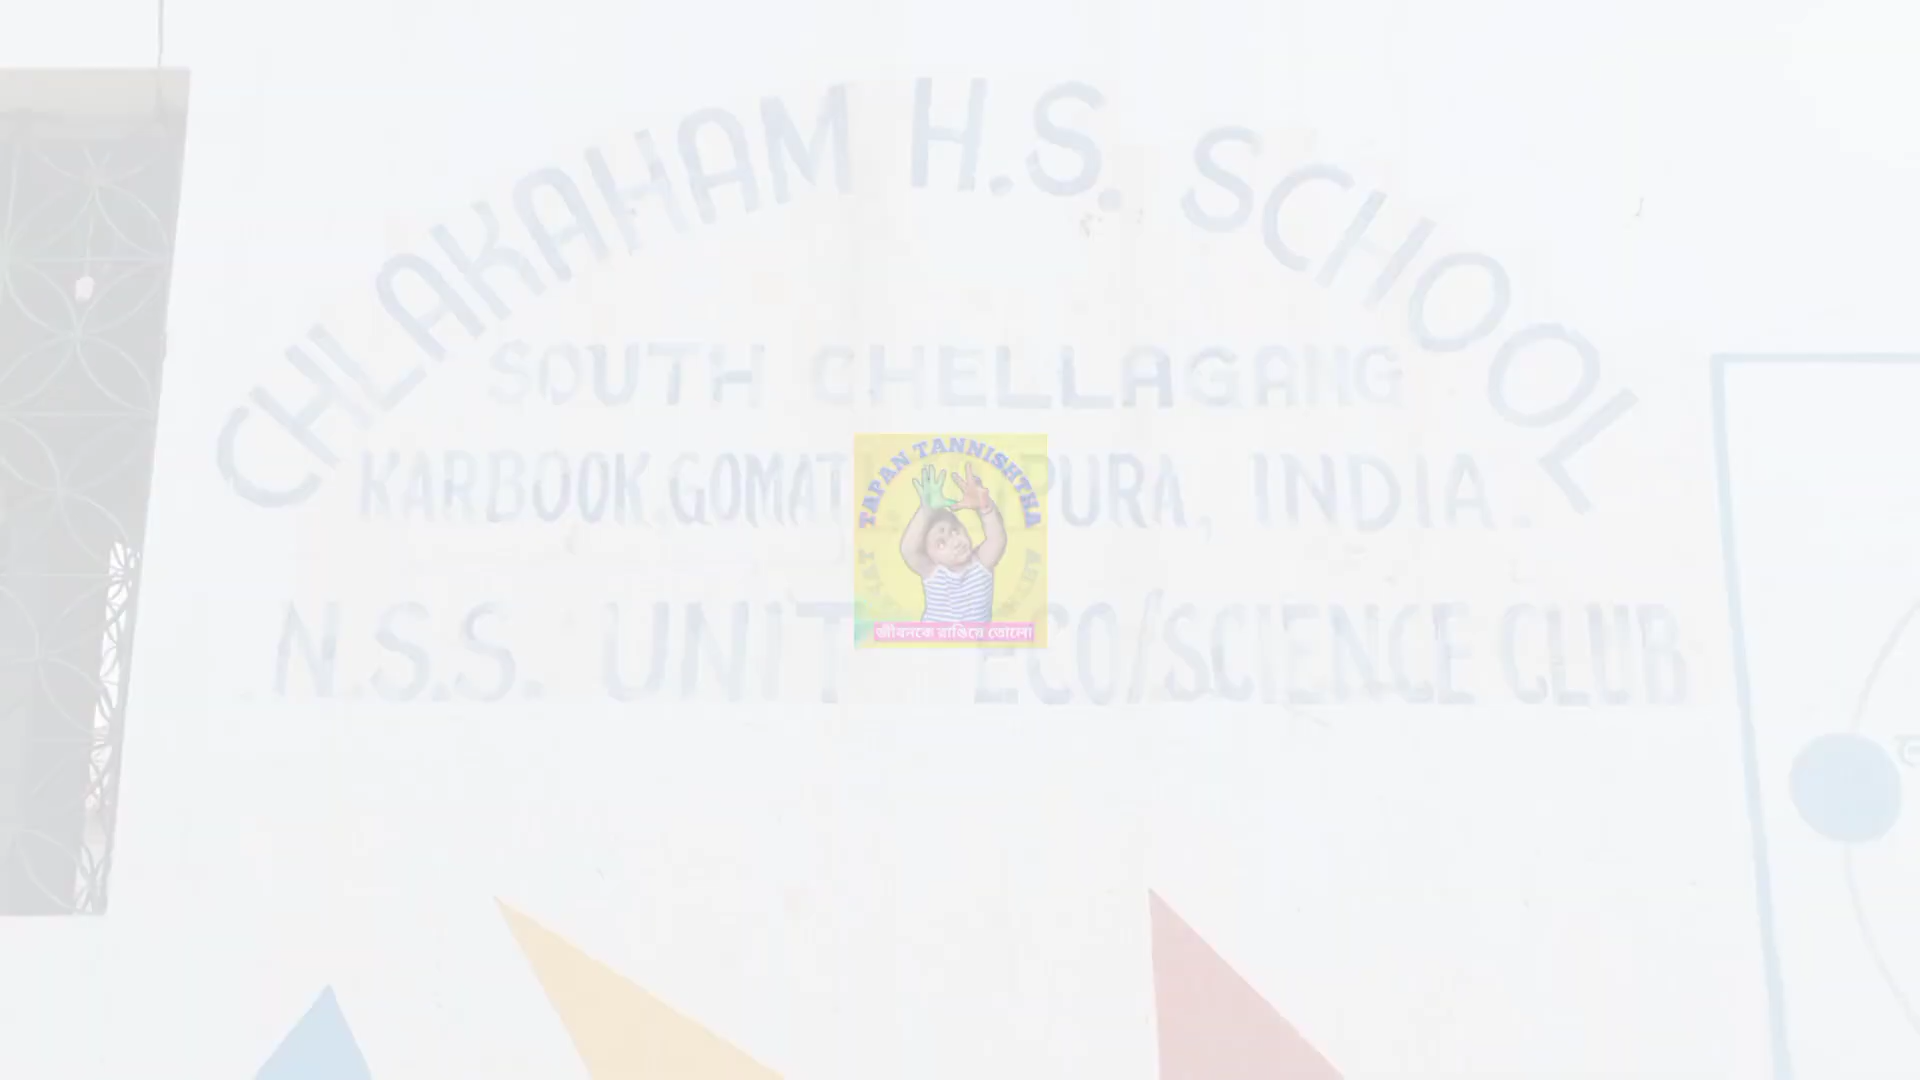 CHLAKAHAM H.S. SCHOOL
SOUTH CHELLAGANG
KARBOOK, GOMAT PURA, INDIA.
N.S.S. UNIT ECO/SCIENCE CLUB
TAPAN TANNISHTHA
জীবনকে রাঙিয়ে তোলো